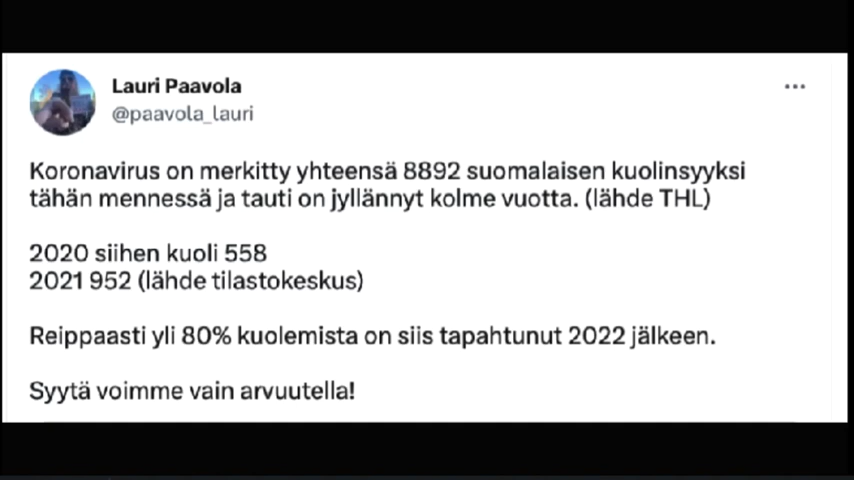 Lauri Paavola
@paavola_lauri
Koronavirus on merkitty yhteensä 8892 suomalaisen kuolinsyyksi
tähän mennessä ja tauti on jyllännyt kolme vuotta. (lähde THL)
2020 siihen kuoli 558
2021 952 (lähde tilastokeskus)
Reippaasti yli 80% kuolemista on siis tapahtunut 2022 jälkeen.
Syytä voimme vain arvuutella!